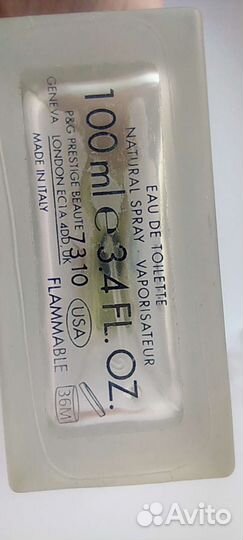 EAU DE TOILETTE
NATURAL SPRAY · VAPORISATEUR
100 ml e 3.4 FL. OZ.
P&G PRESTIGE BEAUTE 7310 USA
GENEVA LONDON EC1A 4DD, UK
MADE IN ITALY FLAMMABLE 36M
Avito